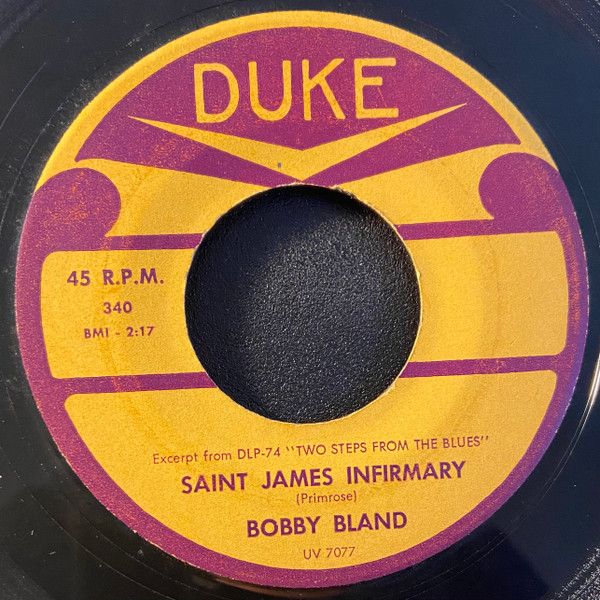 DUKE
45 R.P.M.
340
BMI - 2:17
Excerpt from DLP-74 "TWO STEPS FROM THE BLUES"
SAINT JAMES INFIRMARY
(Primrose)
BOBBY BLAND
UV 7077